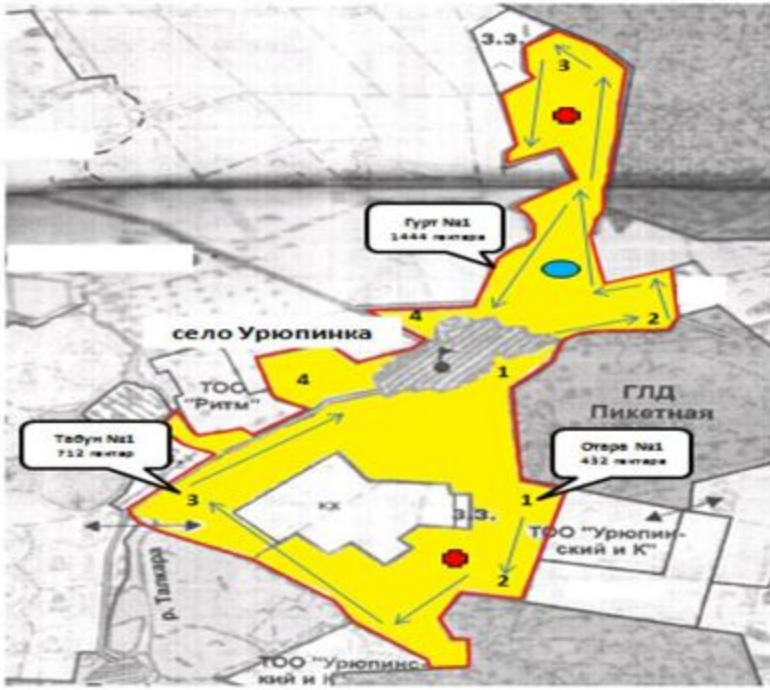 З.З.
3
Гурт №1
1444 гектара
4
2
село Урюпинка
1
4
ТОО
"Ритм"
ГЛД
Пикетная
Табун №1
712 гектар
Отара №1
432 гектара
3
кх
З.З.
1
ТОО "Урюпин-
ский и К"
2
р. Талкара
ТОО "Урюпинс-
кий и К"